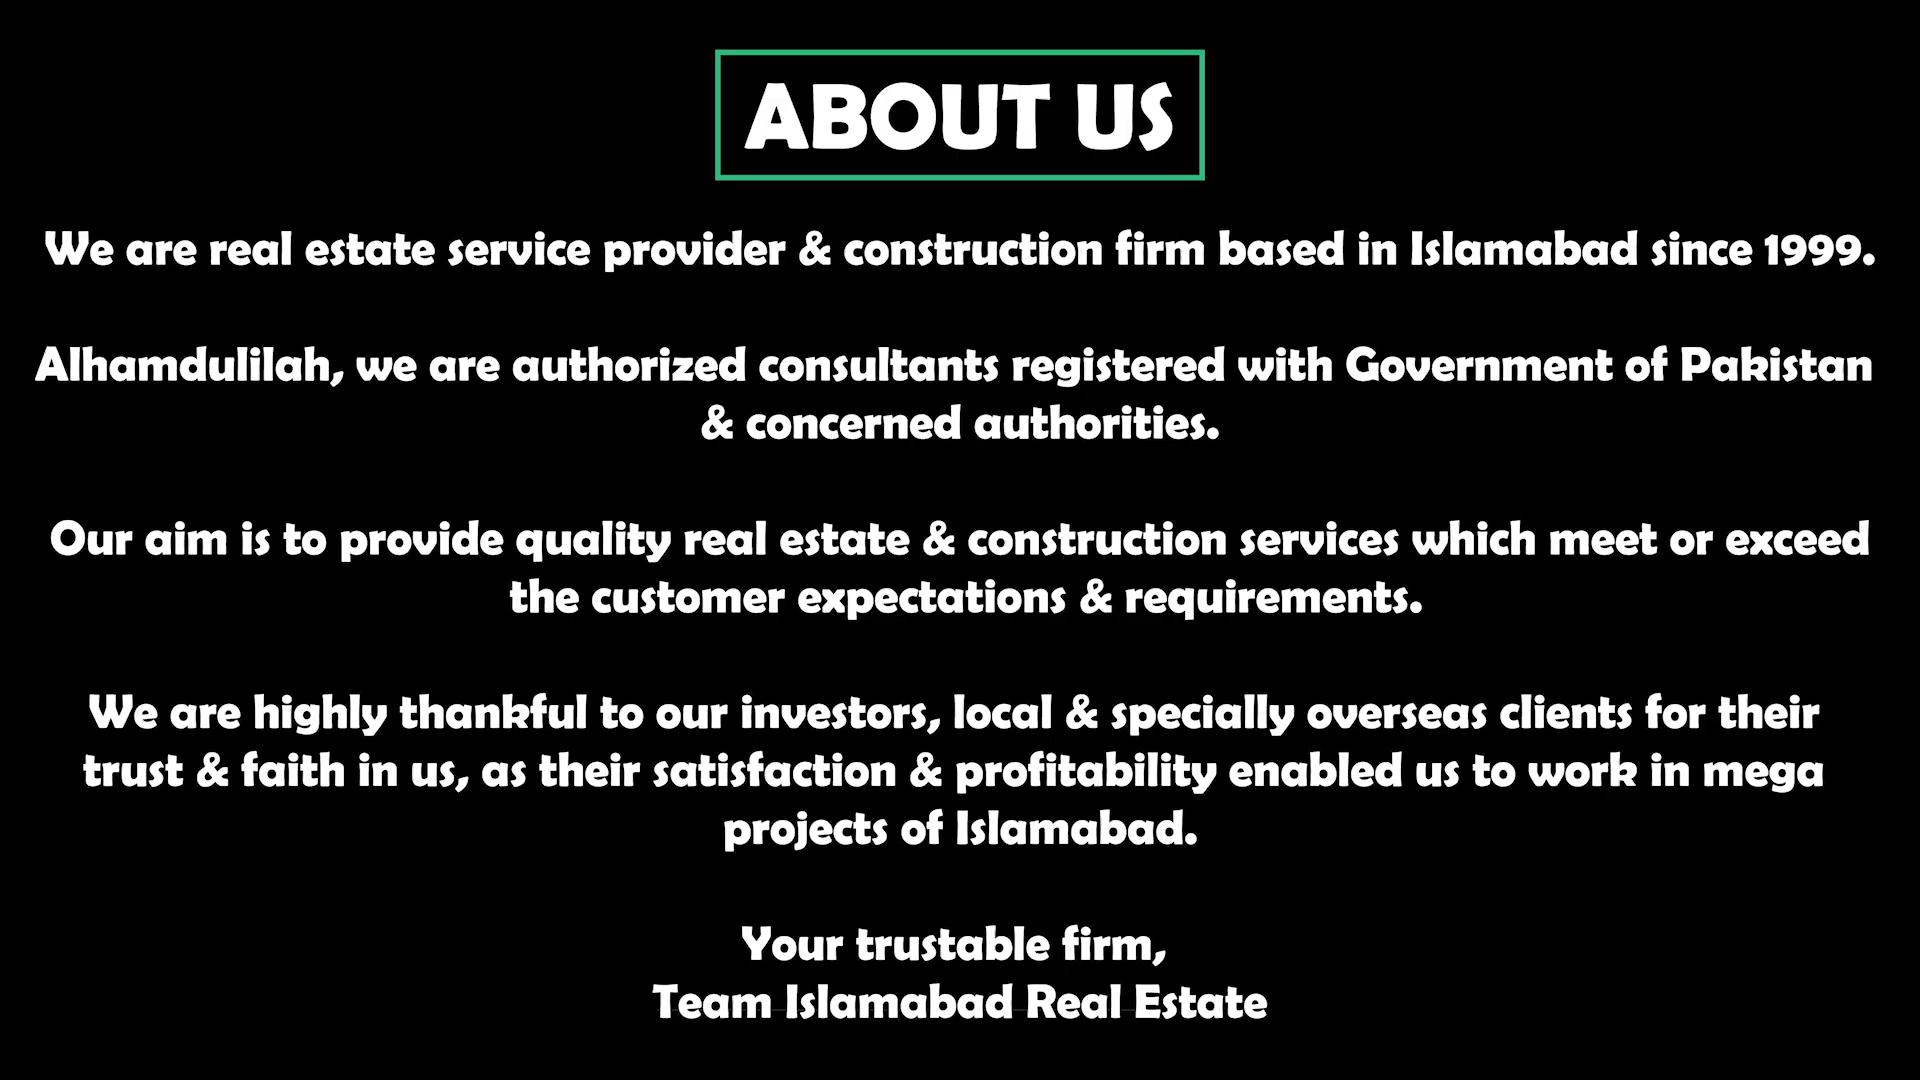 ABOUT US
We are real estate service provider & construction firm based in Islamabad since 1999.
Alhamdulilah, we are authorized consultants registered with Government of Pakistan
& concerned authorities.
Our aim is to provide quality real estate & construction services which meet or exceed
the customer expectations & requirements.
We are highly thankful to our investors, local & specially overseas clients for their
trust & faith in us, as their satisfaction & profitability enabled us to work in mega
projects of Islamabad.
Your trustable firm,
Team Islamabad Real Estate